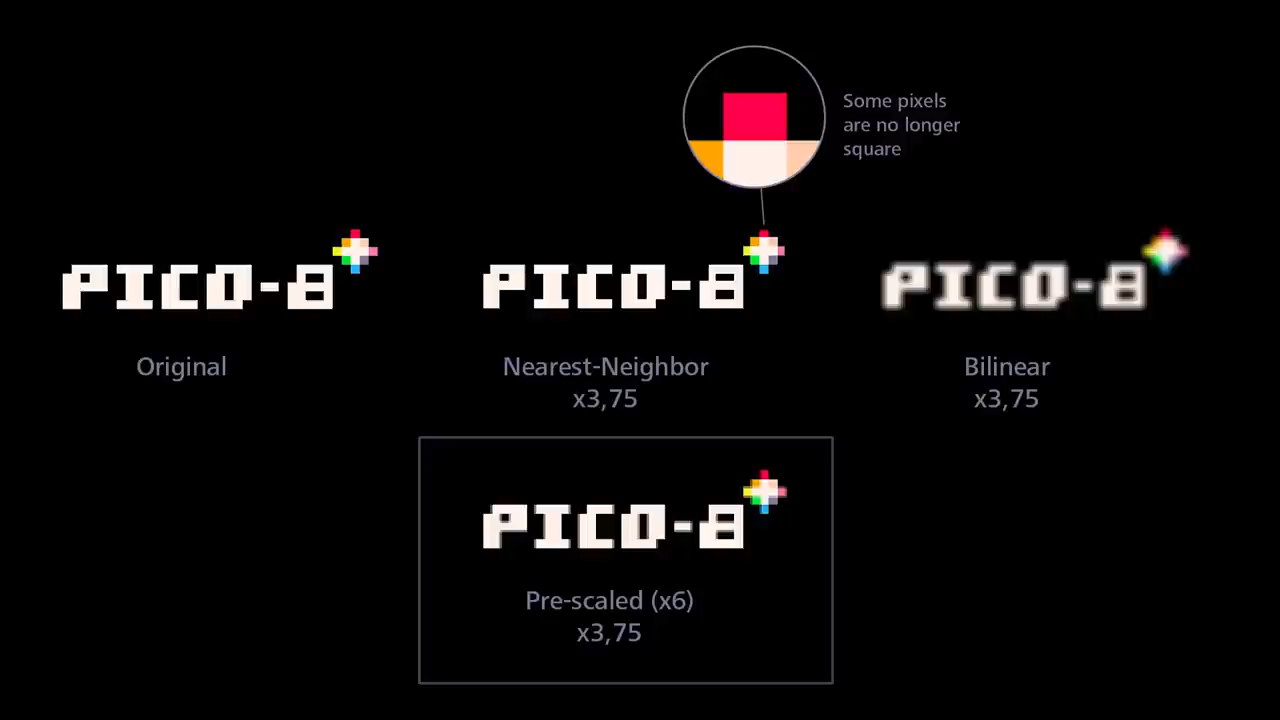 Some pixels
are no longer
square
PICO-8
PICO-8
PICO-8
Original
Nearest-Neighbor
x3,75
Bilinear
x3,75
PICO-8
Pre-scaled (x6)
x3,75